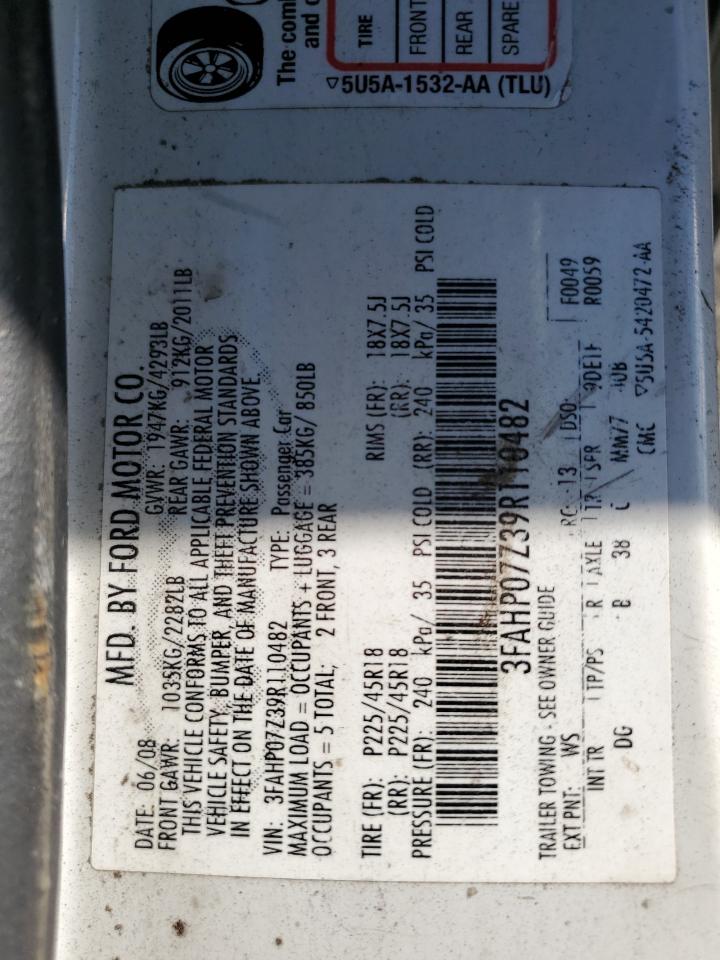 The comb
and c
TIRE
FRONT
REAR
SPARE
▽5U5A-1532-AA (TLU)
MFD. BY FORD MOTOR CO.
DATE: 06/08 GVWR: 1947KG/4293LB
FRONT GAWR: 1035KG/2282LB REAR GAWR: 912KG/2011LB
THIS VEHICLE CONFORMS TO ALL APPLICABLE FEDERAL MOTOR
VEHICLE SAFETY, BUMPER, AND THEFT PREVENTION STANDARDS
IN EFFECT ON THE DATE OF MANUFACTURE SHOWN ABOVE.
VIN: 3FAHP07Z39R110482 TYPE: Passenger Car
MAXIMUM LOAD = OCCUPANTS + LUGGAGE = 385KG/ 850LB
OCCUPANTS = 5 TOTAL, 2 FRONT, 3 REAR
TIRE (FR): P225/45R18 RIMS (FR): 18X7.5J
(RR): P225/45R18 (RR): 18X7.5J
PRESSURE (FR): 240 kPa/ 35 PSI COLD (RR): 240 kPa/ 35 PSI COLD
3FAHP07Z39R110482
TRAILER TOWING - SEE OWNER GUIDE
EXT PNT: WS RC: 13 DSO: F0049
INT TR TP/PS R AXLE TR SPR R0059
DG B 38 C
▽5U5A-5420472-AA